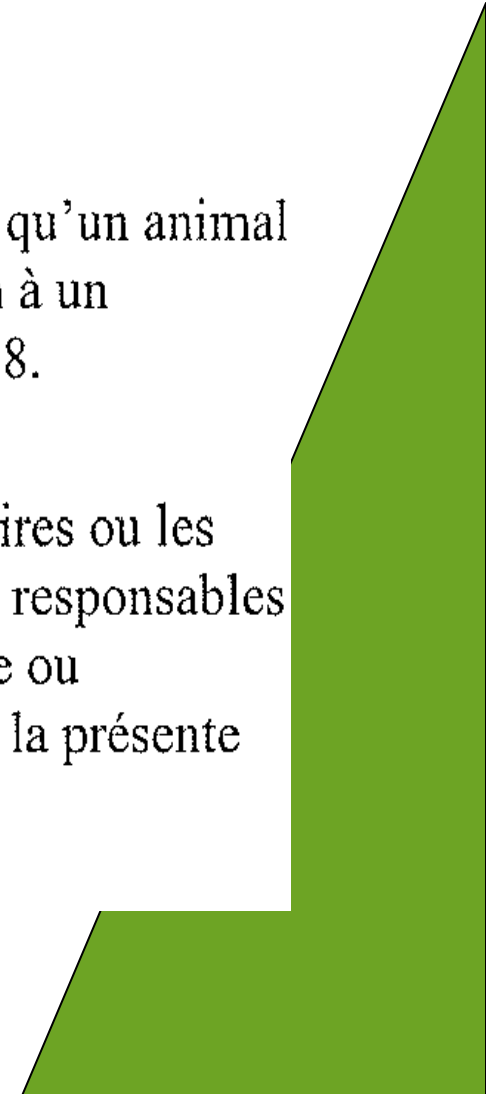 qu’un animal
à un
8.
ires ou les
responsables
e ou
la présente